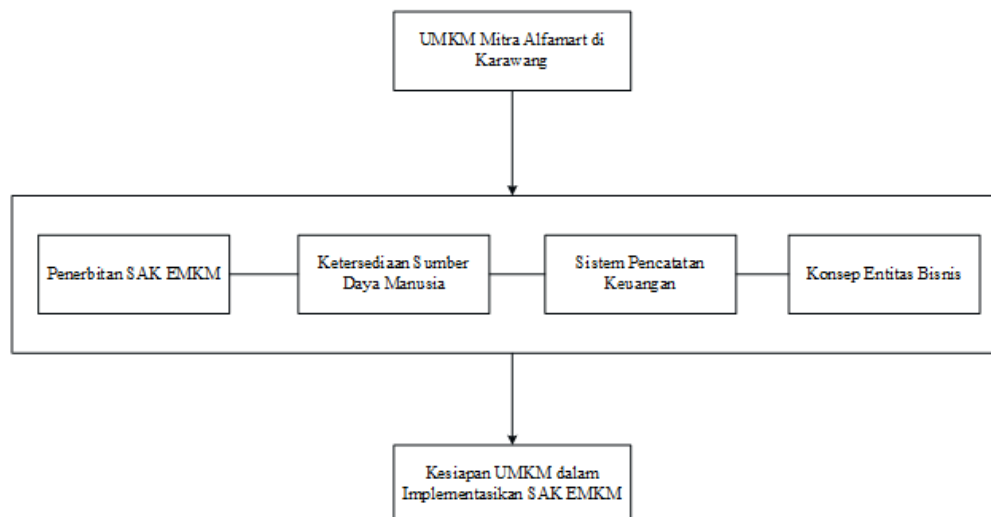 UMKM Mitra Alfamart di
Karawang
Penerbitan SAK EMKM
Ketersediaan Sumber
Daya Manusia
Sistem Pencatatan
Keuangan
Konsep Entitas Bisnis
Kesiapan UMKM dalam
Implementasikan SAK EMKM